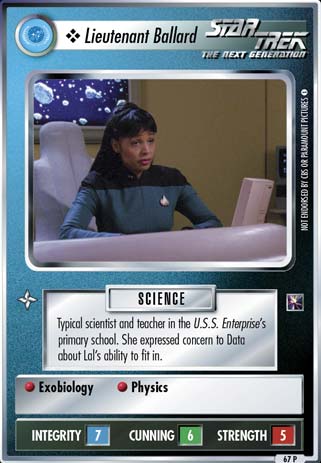 ❖ Lieutenant Ballard
STAR TREK
THE NEXT GENERATION
NOT ENDORSED BY CBS OR PARAMOUNT PICTURES
SCIENCE
Typical scientist and teacher in the U.S.S. Enterprise's
primary school. She expressed concern to Data
about Lal's ability to fit in.
Exobiology Physics
INTEGRITY 7 CUNNING 6 STRENGTH 5
67 P